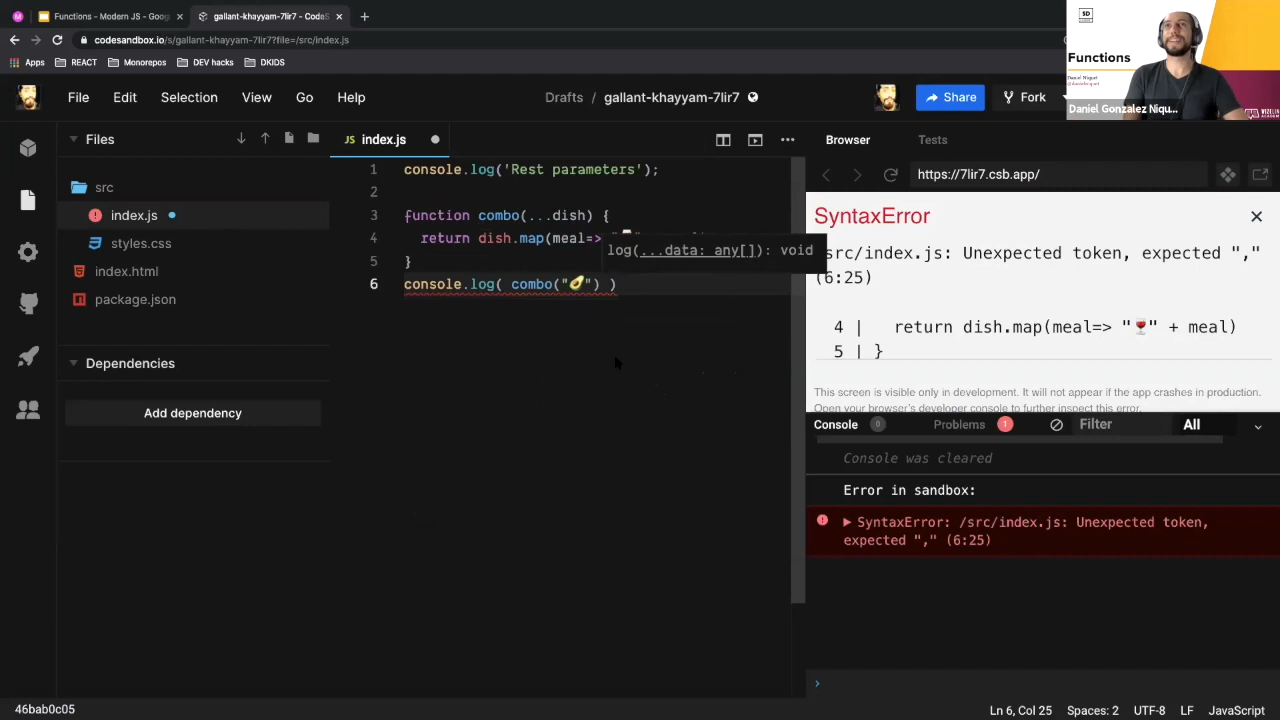 Functions - Modern JS - Goog
gallant-khayyam-7lir7 - CodeS
codesandbox.io/s/gallant-khayyam-7lir7?file=/src/index.js
Apps
REACT
Monorepos
DEV hacks
DKIDS
SD
Functions
Daniel Niquet
Daniel Gonzalez Niqu...
WIZELINE
File
Edit
Selection
View
Go
Help
Drafts / gallant-khayyam-7lir7
Share
Fork
Files
src
index.js
styles.css
index.html
package.json
Dependencies
Add dependency
JS index.js
1 console.log('Rest parameters');
2
3 function combo(...dish) {
4 return dish.map(meal=>
log(...data: any[]): void
5 }
6 console.log( combo("🥑") )
Browser
Tests
https://7lir7.csb.app/
SyntaxError
src/index.js: Unexpected token, expected ","
(6:25)
4 | return dish.map(meal=> "🍷" + meal)
5 | }
This screen is visible only in development. It will not appear if the app crashes in production.
Open your browser's developer console to further inspect this error.
Console 0
Problems 1
Filter
All
Console was cleared
Error in sandbox:
▶ SyntaxError: /src/index.js: Unexpected token,
expected "," (6:25)
46bab0c05
Ln 6, Col 25
Spaces: 2
UTF-8
LF
JavaScript